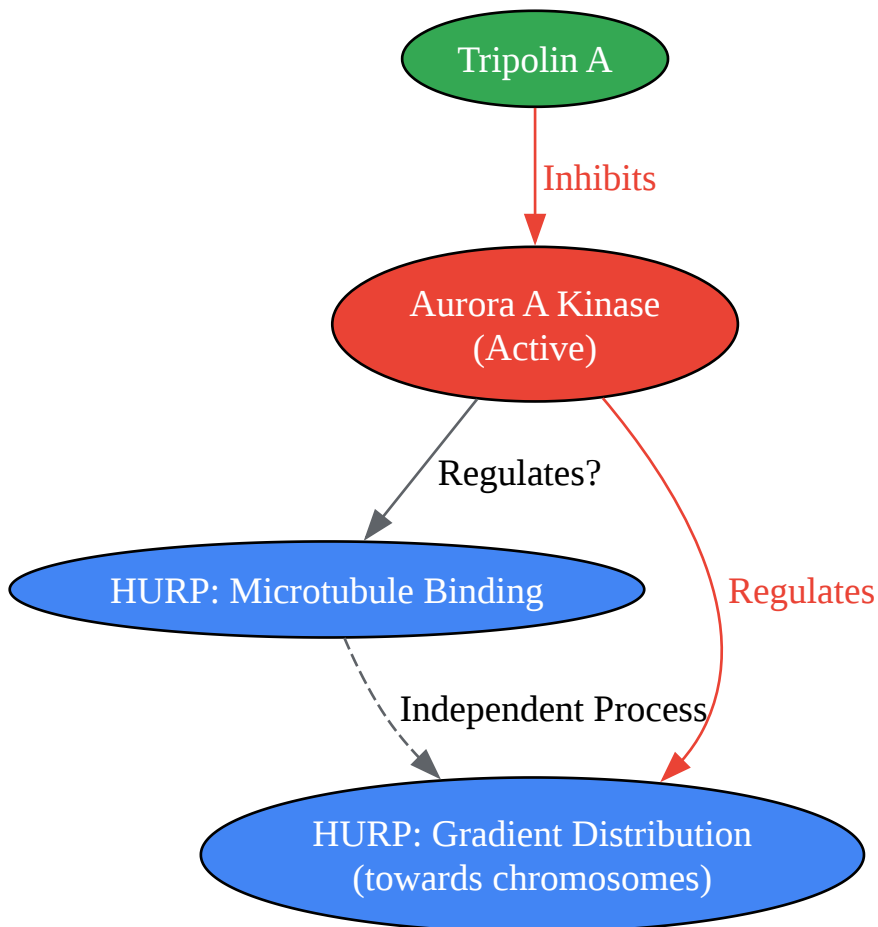 Tripolin A
Inhibits
Aurora A Kinase
(Active)
Regulates?
HURP: Microtubule Binding
Regulates
Independent Process
HURP: Gradient Distribution
(towards chromosomes)